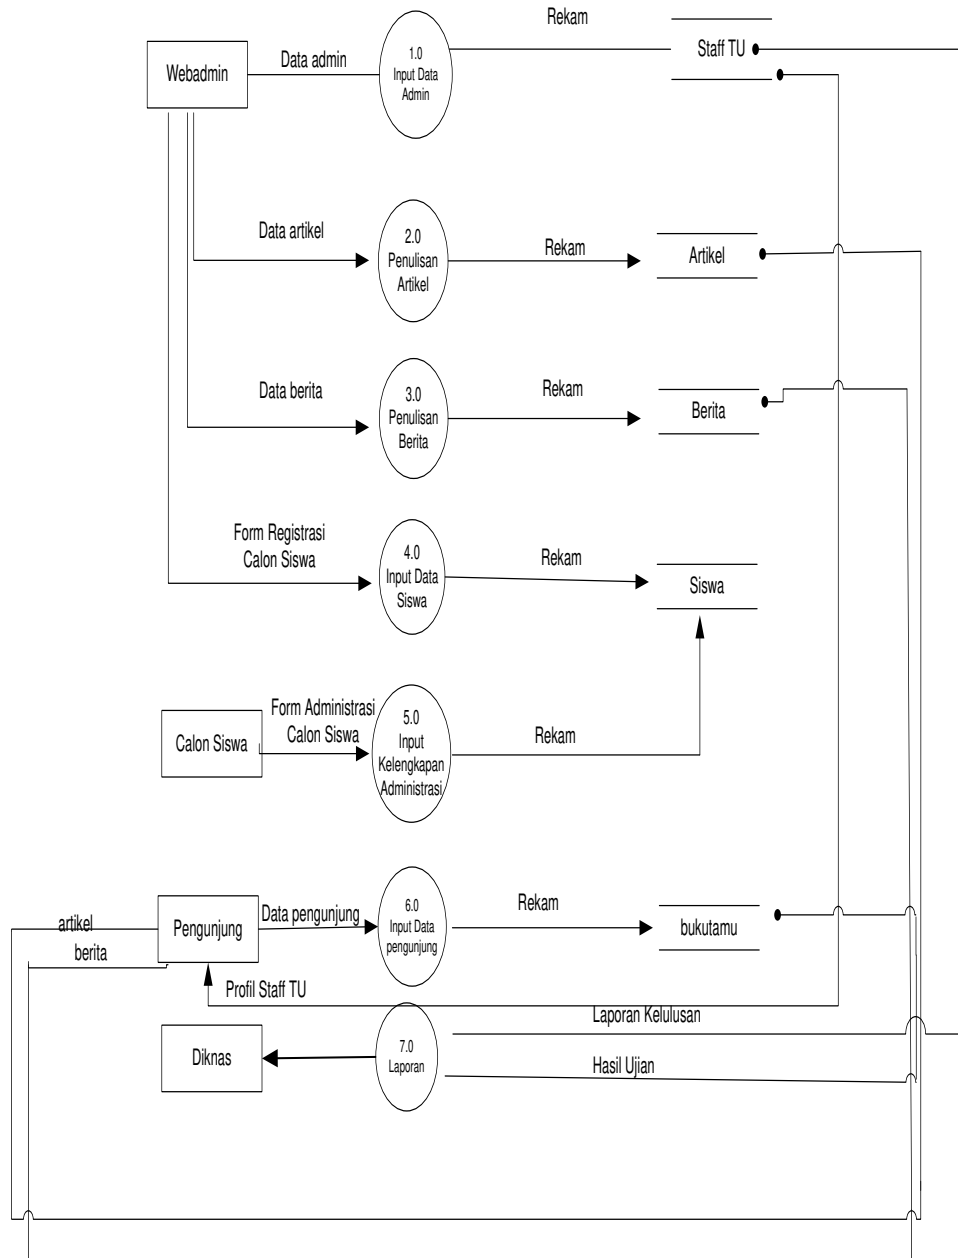 Rekam
Webadmin
Data admin
1.0
Input Data
Admin
Staff TU
Data artikel
2.0
Penulisan
Artikel
Rekam
Artikel
Data berita
3.0
Penulisan
Berita
Rekam
Berita
Form Registrasi
Calon Siswa
4.0
Input Data
Siswa
Rekam
Siswa
Calon Siswa
Form Administrasi
Calon Siswa
5.0
Input
Kelengkapan
Administrasi
Rekam
artikel
berita
Pengunjung
Data pengunjung
6.0
Input Data
pengunjung
Rekam
bukutamu
Profil Staff TU
Laporan Kelulusan
Diknas
7.0
Laporan
Hasil Ujian